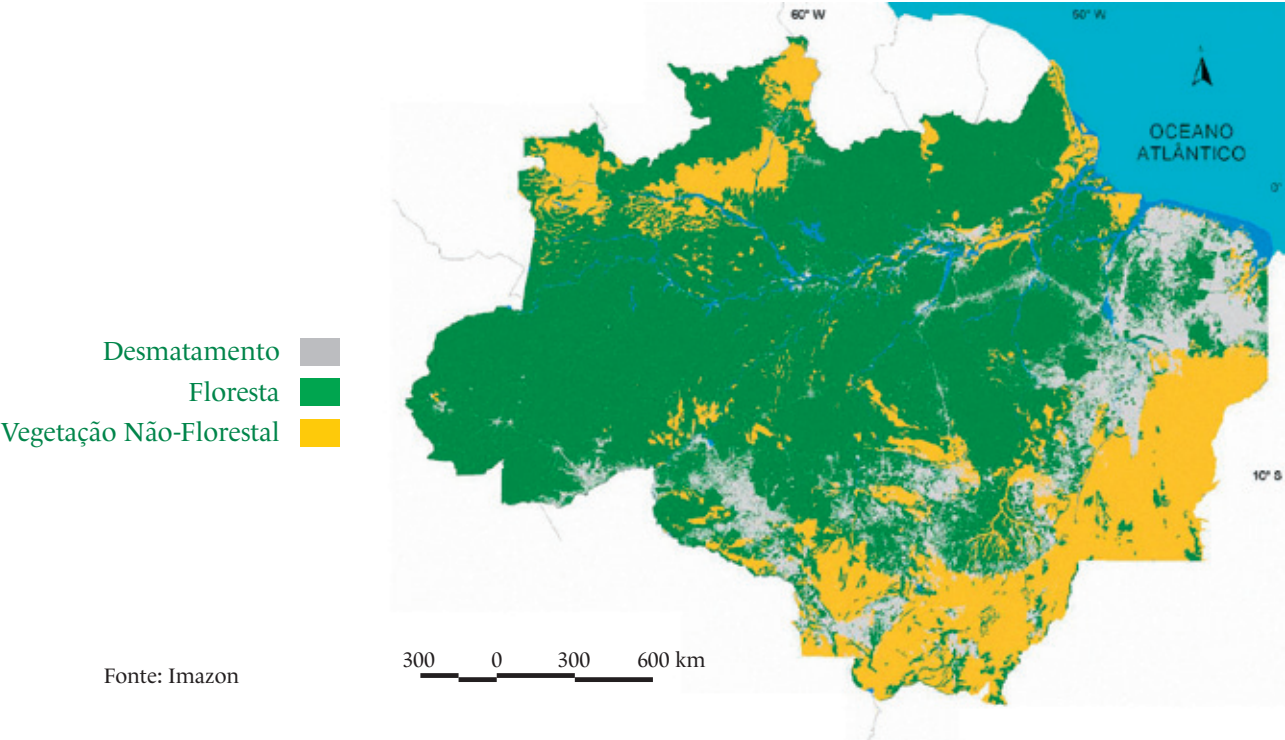 60° W
50° W
OCEANO
ATLÂNTICO
0°
Desmatamento
Floresta
Vegetação Não-Florestal
10° S
300 0 300 600 km
Fonte: Imazon